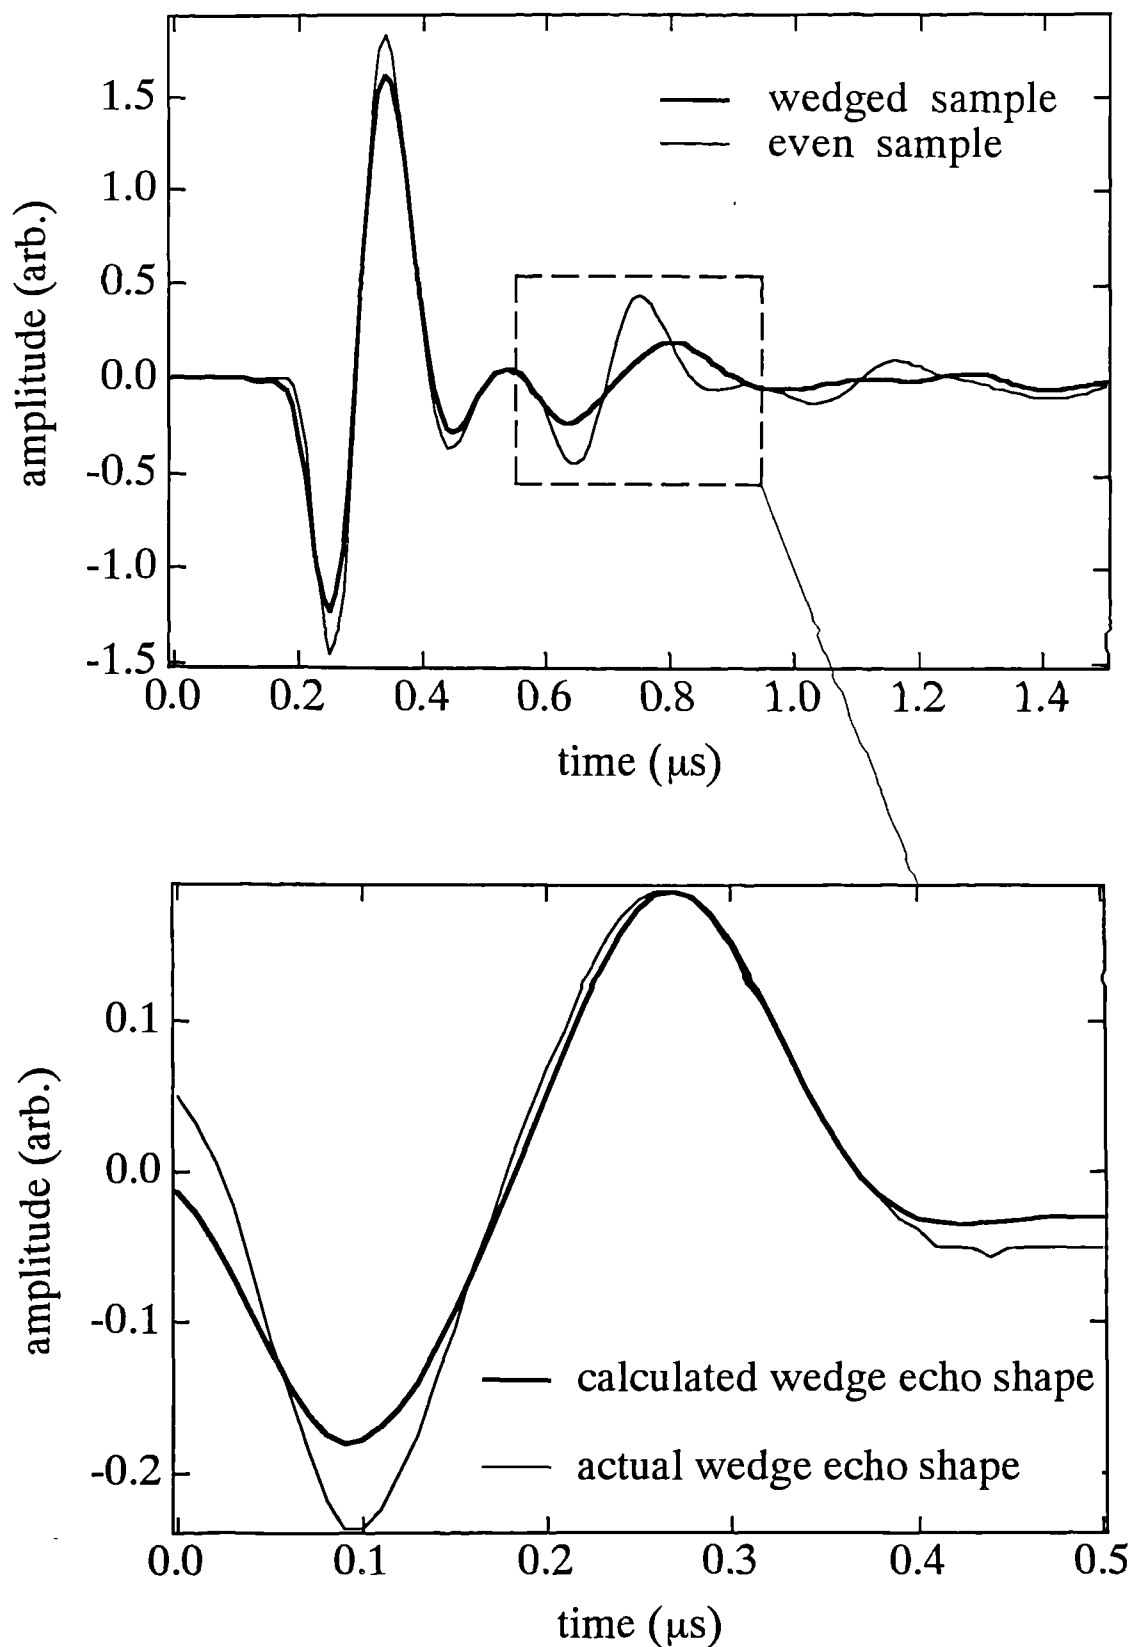 1.5
1.0
0.5
0.0
-0.5
-1.0
-1.5
amplitude (arb.)
wedged sample
even sample
0.0 0.2 0.4 0.6 0.8 1.0 1.2 1.4
time (μs)
0.1
0.0
-0.1
-0.2
amplitude (arb.)
calculated wedge echo shape
actual wedge echo shape
0.0 0.1 0.2 0.3 0.4 0.5
time (μs)